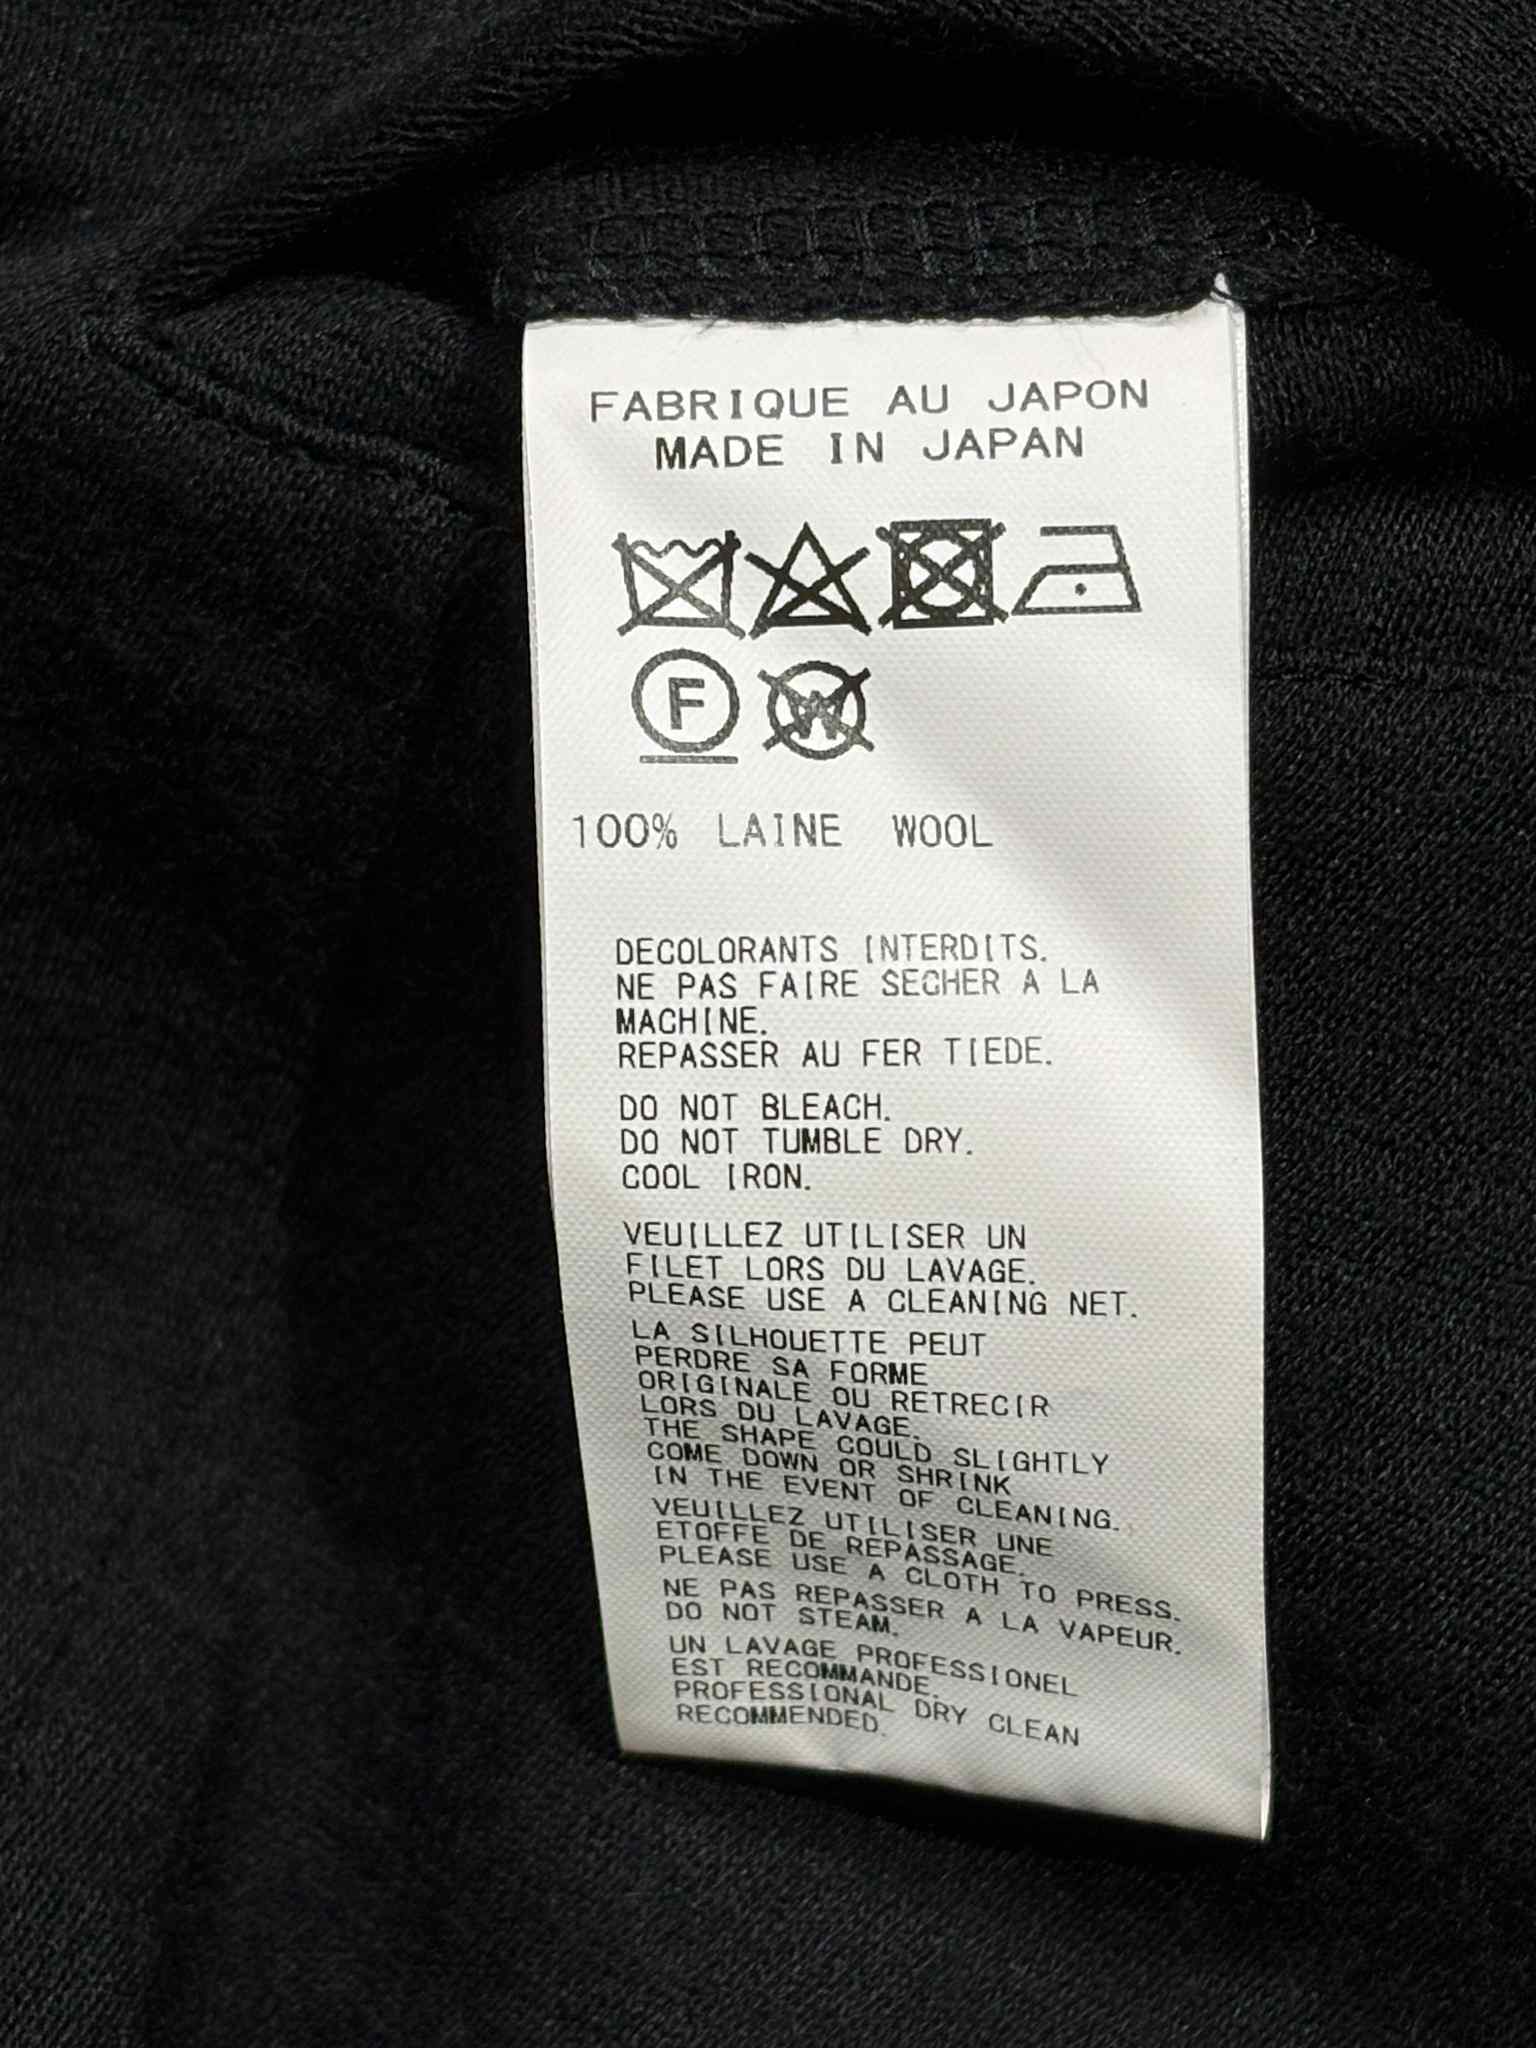 FABRIQUE AU JAPON
MADE IN JAPAN
F
W
100% LAINE WOOL
DECOLORANTS INTERDITS.
NE PAS FAIRE SECHER A LA
MACHINE.
REPASSER AU FER TIEDE.
DO NOT BLEACH.
DO NOT TUMBLE DRY.
COOL IRON.
VEUILLEZ UTILISER UN
FILET LORS DU LAVAGE.
PLEASE USE A CLEANING NET.
LA SILHOUETTE PEUT
PERDRE SA FORME
ORIGINALE OU RETRECIR
LORS DU LAVAGE.
THE SHAPE COULD SLIGHTLY
COME DOWN OR SHRINK
IN THE EVENT OF CLEANING.
VEUILLEZ UTILISER UNE
ETOFFE DE REPASSAGE.
PLEASE USE A CLOTH TO PRESS.
NE PAS REPASSER A LA VAPEUR.
DO NOT STEAM.
UN LAVAGE PROFESSIONEL
EST RECOMMANDE.
PROFESSIONAL DRY CLEAN
RECOMMENDED.